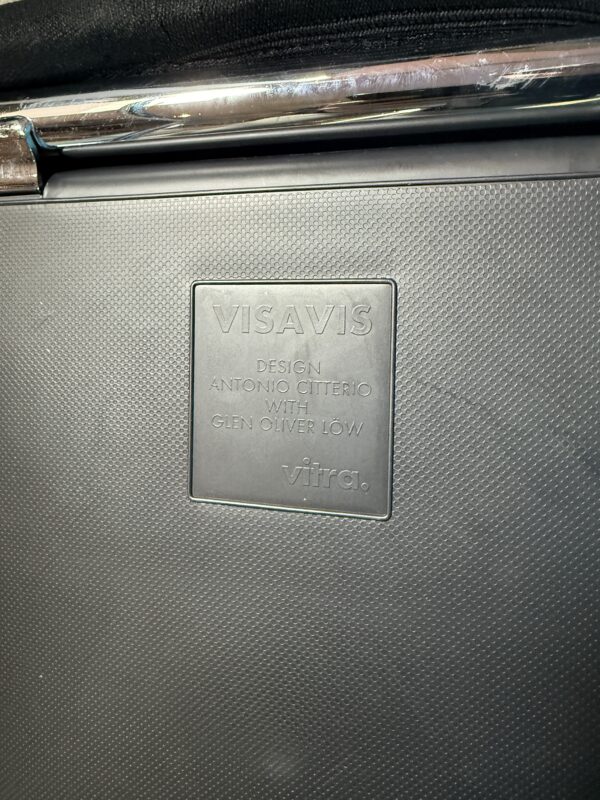 VISAVIS
DESIGN
ANTONIO CITTERIO
WITH
GLEN OLIVER LÖW
vitra.